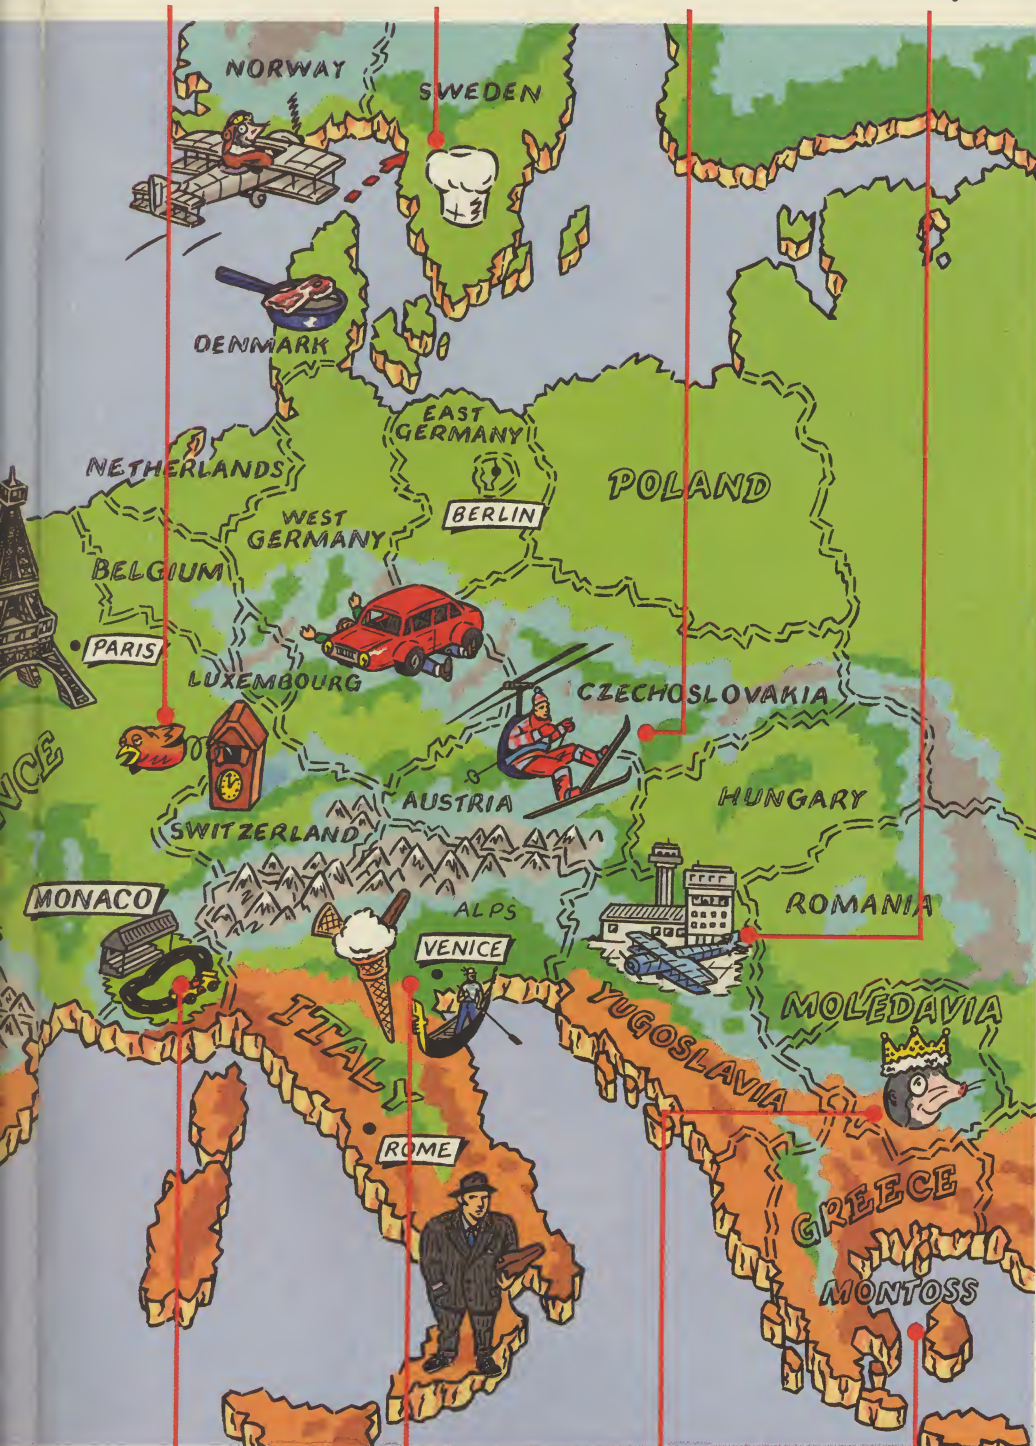 NORWAY
SWEDEN
DENMARK
EAST
GERMANY
NETHERLANDS
POLAND
BERLIN
WEST
GERMANY
BELGIUM
PARIS
LUXEMBOURG
CZECHOSLOVAKIA
NCE
AUSTRIA
HUNGARY
SWITZERLAND
MONACO
ROMANIA
ALPS
VENICE
ITALY
YUGOSLAVIA
MOLEDAVIA
ROME
GREECE
MONTOSS